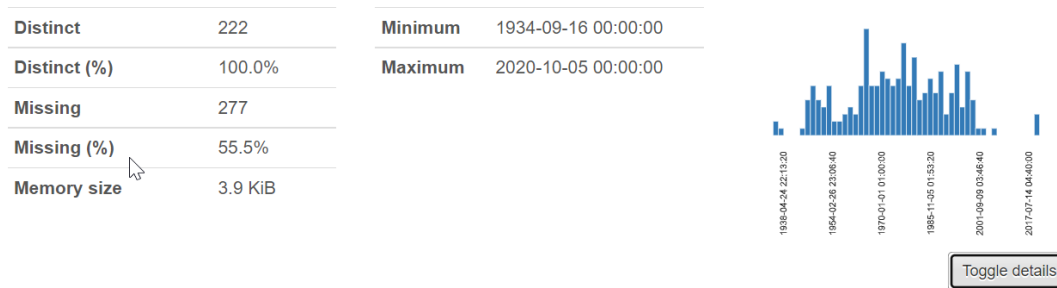 Distinct 222
Distinct (%) 100.0%
Missing 277
Missing (%) 55.5%
Memory size 3.9 KiB
Minimum 1934-09-16 00:00:00
Maximum 2020-10-05 00:00:00
1938-04-24 22:13:20
1954-02-26 23:06:40
1970-01-01 01:00:00
1985-11-05 01:53:20
2001-09-09 03:46:40
2017-07-14 04:40:00
Toggle details